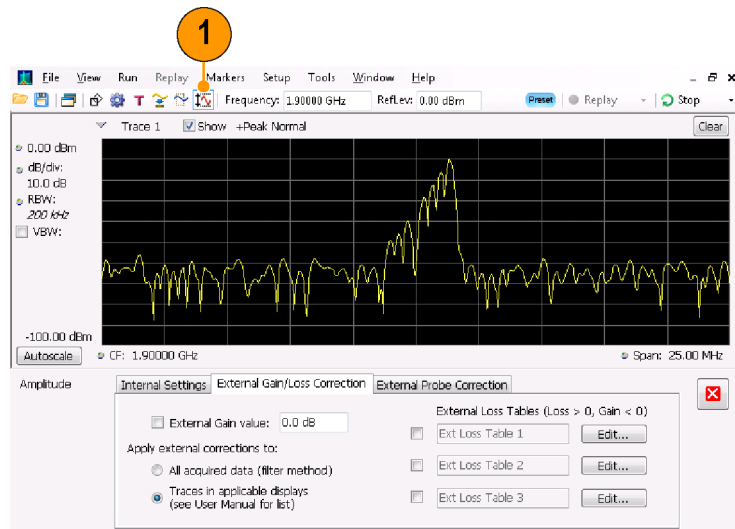 1
File View Run Replay Markers Setup Tools Window Help
T Frequency: 1.90000 GHz RefLev: 0.00 dBm Preset Replay Stop
Trace 1 Show +Peak Normal Clear
0.00 dBm
dB/div:
10.0 dB
RBW:
200 kHz
VBW:
-100.00 dBm
Autoscale CF: 1.90000 GHz Span: 25.00 MHz
Amplitude Internal Settings External Gain/Loss Correction External Probe Correction
External Loss Tables (Loss > 0, Gain < 0)
External Gain value: 0.0 dB
Ext Loss Table 1 Edit...
Apply external corrections to:
All acquired data (filter method)
Ext Loss Table 2 Edit...
Traces in applicable displays
(see User Manual for list)
Ext Loss Table 3 Edit...